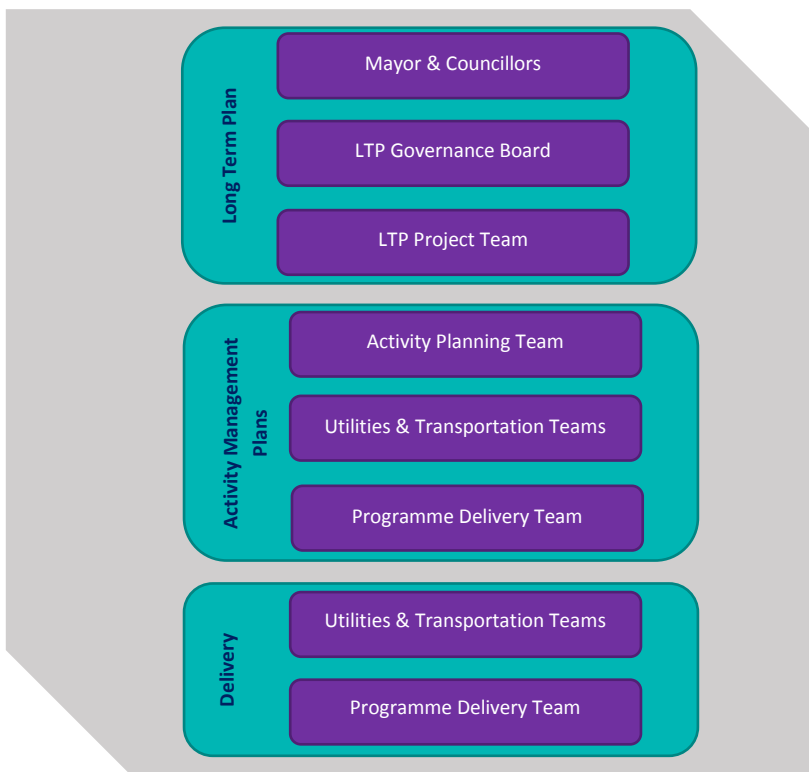 Long Term Plan
Mayor & Councillors
LTP Governance Board
LTP Project Team
Activity Management
Plans
Activity Planning Team
Utilities & Transportation Teams
Programme Delivery Team
Delivery
Utilities & Transportation Teams
Programme Delivery Team